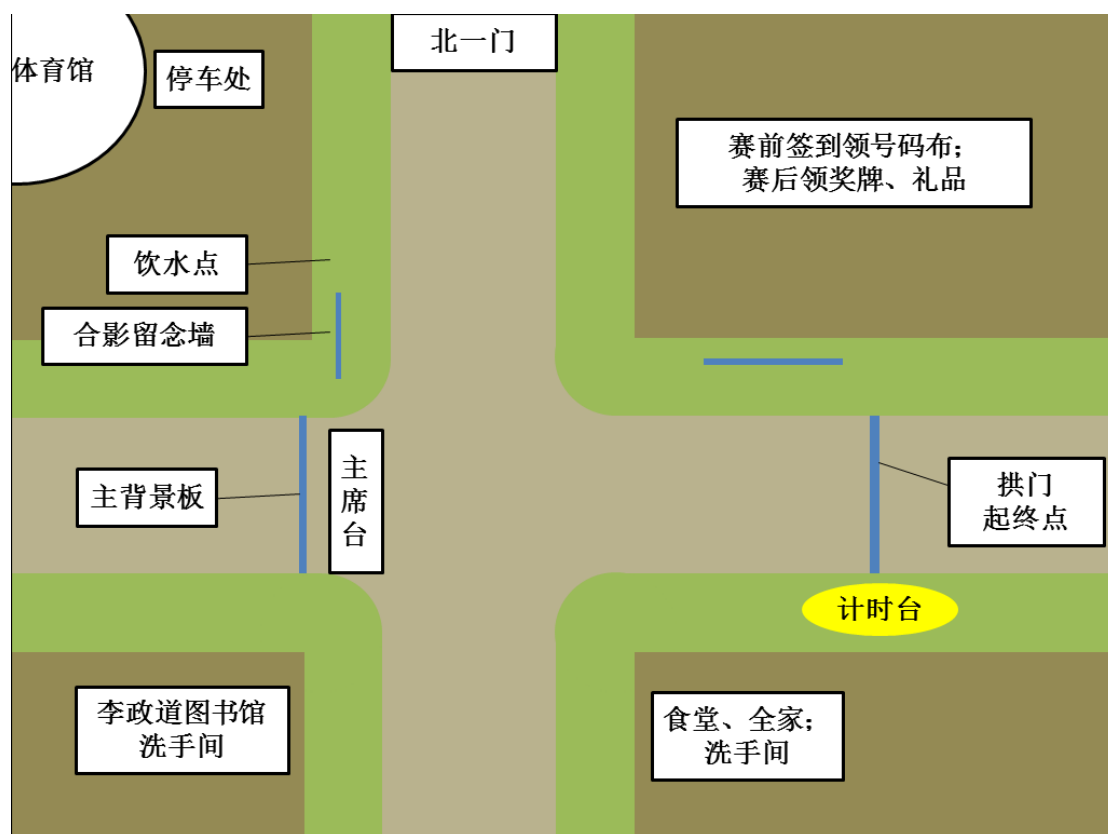 北一门
体育馆
停车处
赛前签到领号码布；
赛后领奖牌、礼品
饮水点
合影留念墙
主背景板
主席台
拱门
起终点
计时台
李政道图书馆
洗手间
食堂、全家；
洗手间